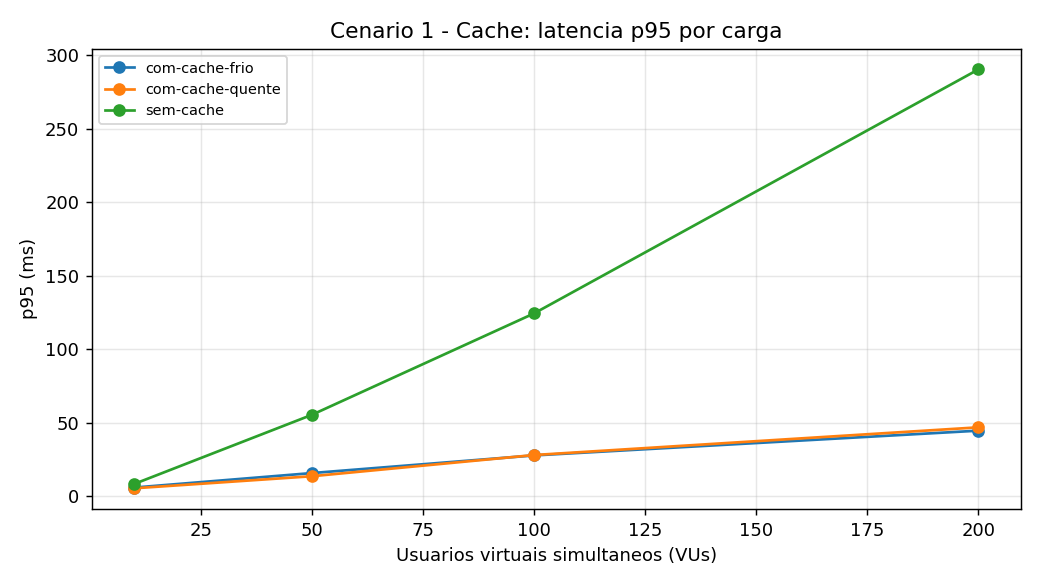 Cenario 1 - Cache: latencia p95 por carga
com-cache-frio
com-cache-quente
sem-cache
p95 (ms)
300
250
200
150
100
50
0
25 50 75 100 125 150 175 200
Usuarios virtuais simultaneos (VUs)